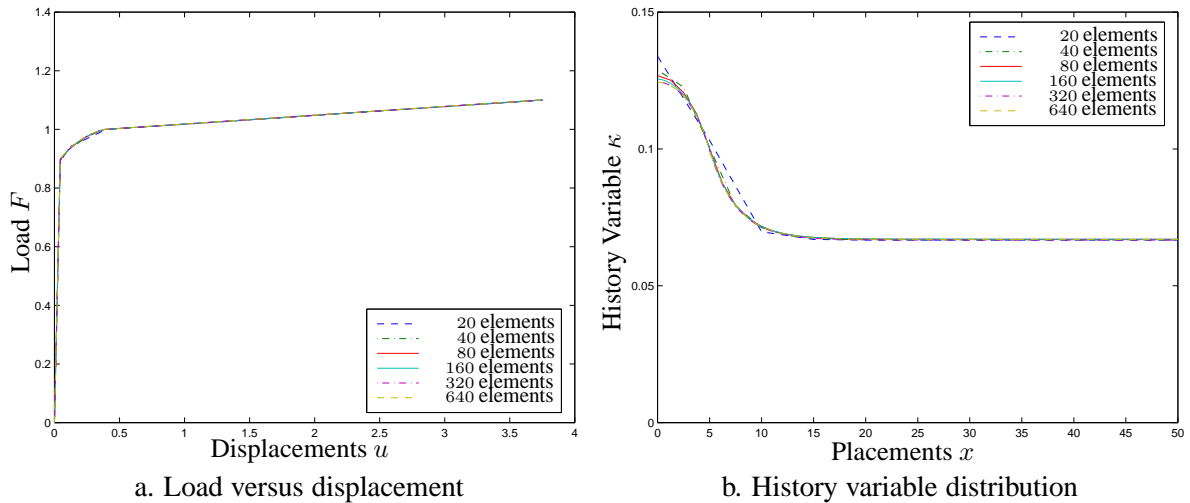 1.4
1.2
1
0.8
0.6
0.4
0.2
0
Load F
20 elements
40 elements
80 elements
160 elements
320 elements
640 elements
0
0.5
1
1.5
2
2.5
3
3.5
4
Displacements u
a. Load versus displacement
0.15
0.1
0.05
0
History Variable κ
20 elements
40 elements
80 elements
160 elements
320 elements
640 elements
0
5
10
15
20
25
30
35
40
45
50
Placements x
b. History variable distribution